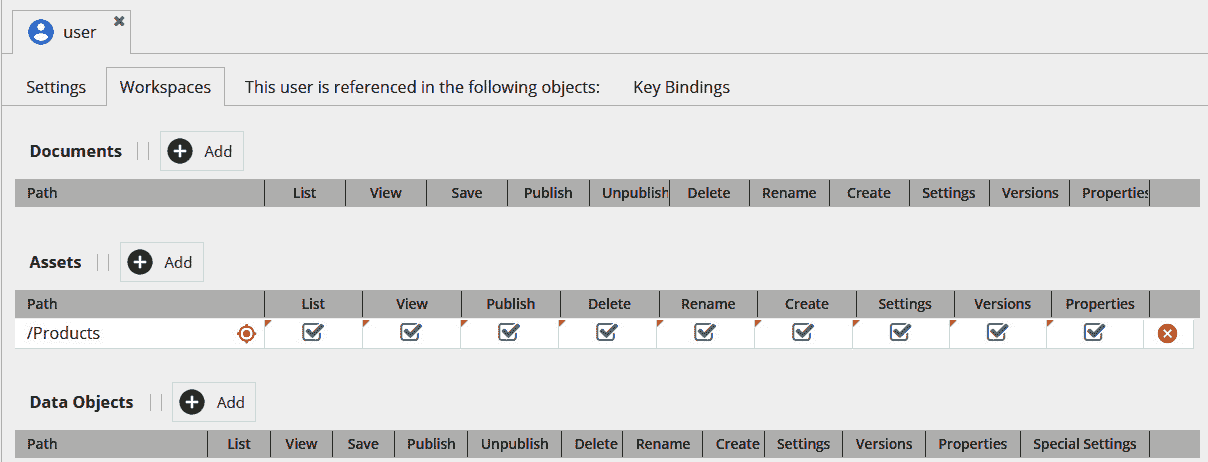 user
Settings Workspaces This user is referenced in the following objects: Key Bindings
Documents Add
Path List View Save Publish Unpublish Delete Rename Create Settings Versions Properties
Assets Add
Path List View Publish Delete Rename Create Settings Versions Properties
/Products
Data Objects Add
Path List View Save Publish Unpublish Delete Rename Create Settings Versions Properties Special Settings